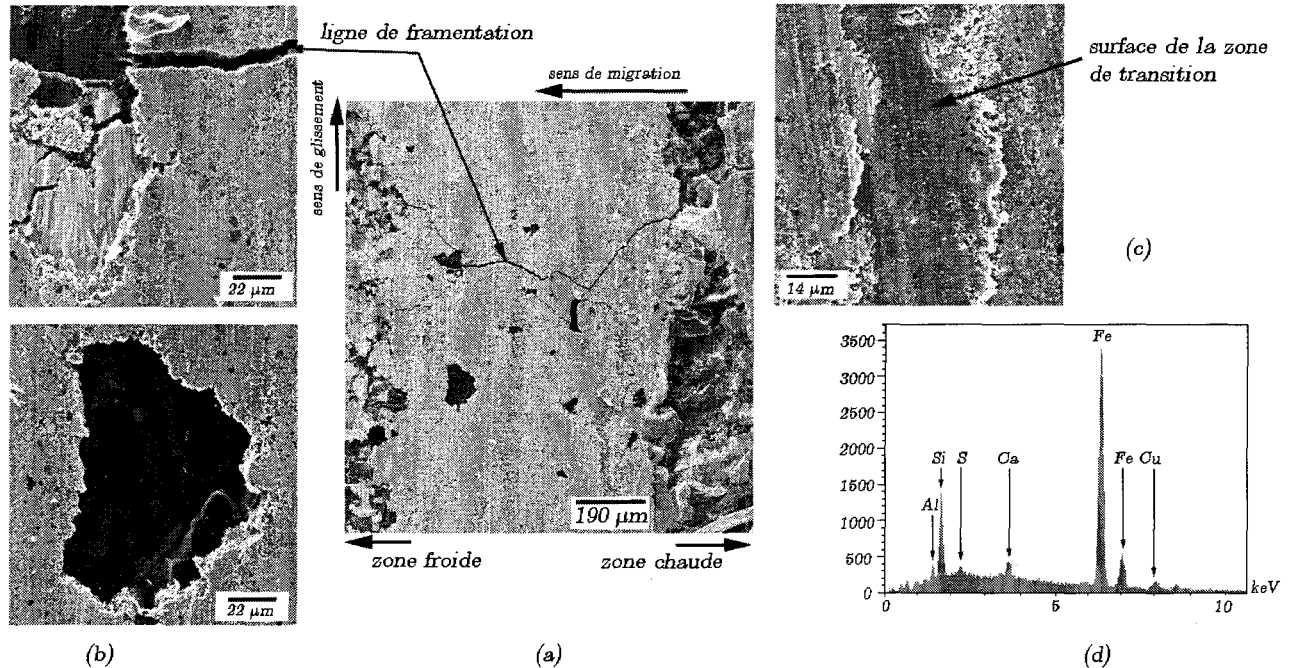 ligne de framentation
22 µm
22 µm
(b)
sens de migration
sens de glissement
190 µm
zone froide
zone chaude
(a)
surface de la zone
de transition
14 µm
(c)
3500
3000
2500
2000
1500
1000
500
0
Al
Si
S
Ca
Fe
Fe Cu
0
5
10
keV
(d)